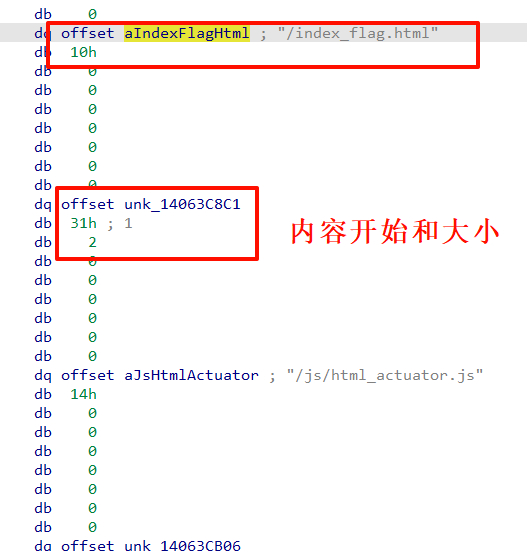 db 0
dq offset aIndexFlagHtml ; "/index_flag.html"
db 10h
db 0
db 0
db 0
db 0
db 0
db 0
db 0
dq offset unk_14063C8C1
db 31h ; 1
内容开始和大小
db 2
db 0
db 0
db 0
db 0
db 0
db 0
dq offset aJsHtmlActuator ; "/js/html_actuator.js"
db 14h
db 0
db 0
db 0
db 0
db 0
db 0
db 0
dq offset unk_14063CB06